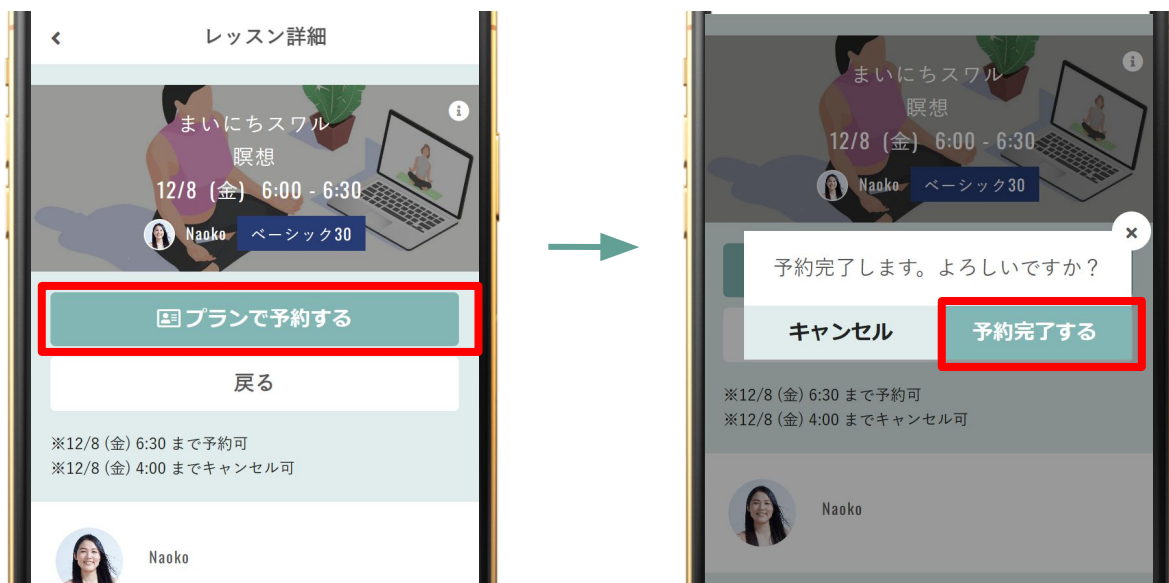 レッスン詳細
まいにちスワル
瞑想
12/8 (金) 6:00 - 6:30
Naoko ベーシック30
プランで予約する
戻る
※12/8 (金) 6:30 まで予約可
※12/8 (金) 4:00 までキャンセル可
Naoko
まいにちスワル
瞑想
12/8 (金) 6:00 - 6:30
Naoko ベーシック30
予約完了します。よろしいですか？
キャンセル 予約完了する
※12/8 (金) 6:30 まで予約可
※12/8 (金) 4:00 までキャンセル可
Naoko